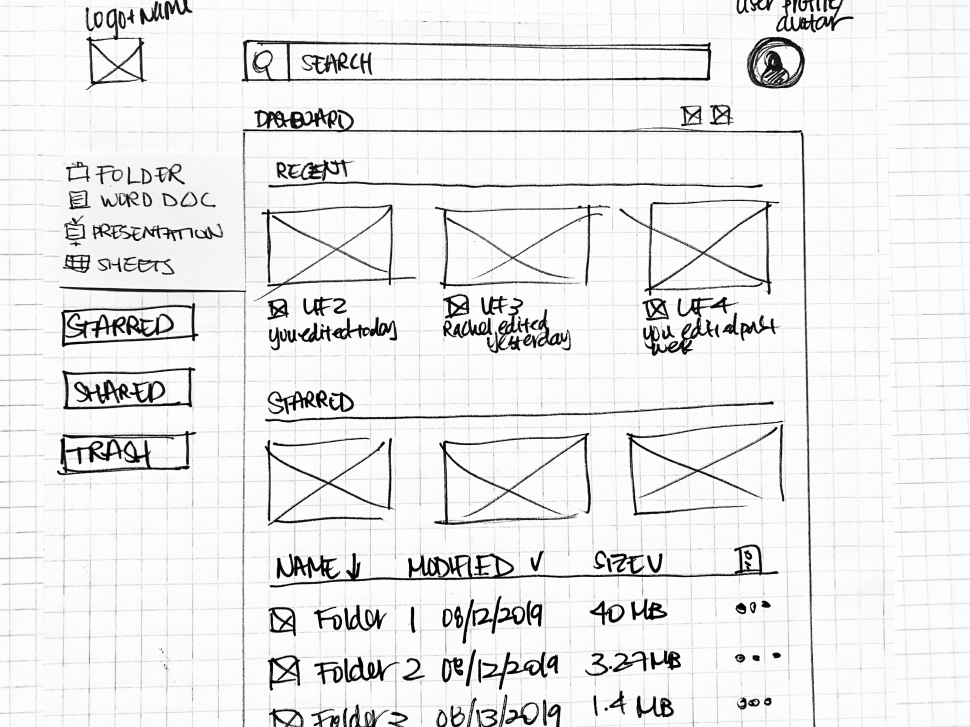 Logo + NAME
user profile/
avatar
SEARCH
DASHBOARD
FOLDER
WORD DOC
PRESENTATION
SHEETS
STARRED
SHARED
TRASH
RECENT
UF2
you edited today
UF3
Rachel edited
yesterday
UF4
you edited past
week
STARRED
NAME ↓ MODIFIED ∨ SIZE ∨
Folder 1 08/12/2019 40 MB
Folder 2 08/12/2019 3.27 MB
Folder 3 08/13/2019 1.4 MB